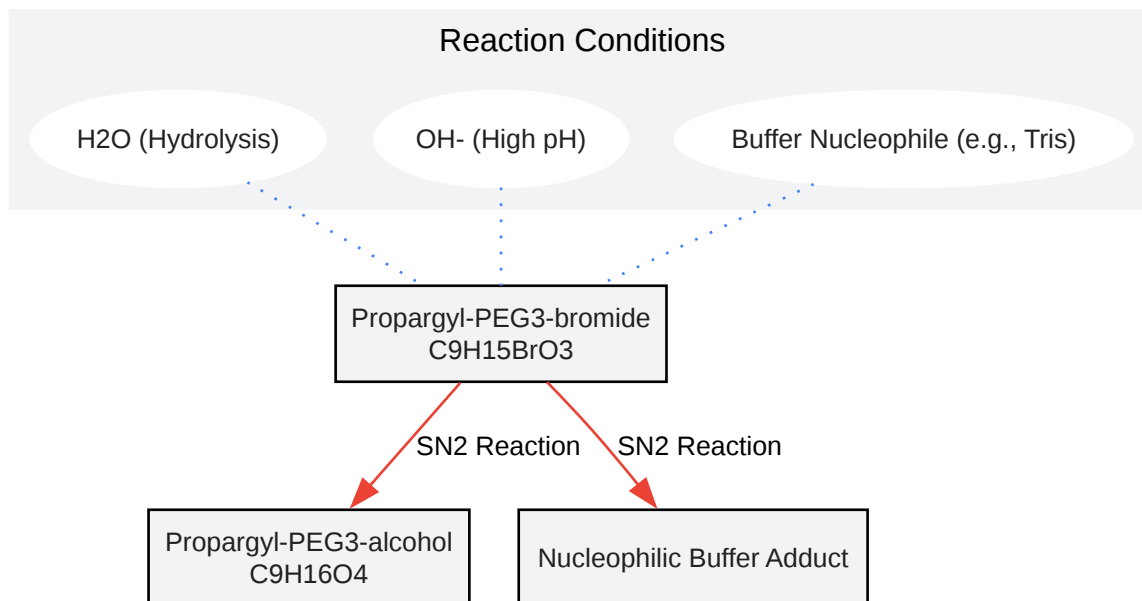 Reaction Conditions
H2O (Hydrolysis)
OH- (High pH)
Buffer Nucleophile (e.g., Tris)
Propargyl-PEG3-bromide
C9H15BrO3
SN2 Reaction
SN2 Reaction
Propargyl-PEG3-alcohol
C9H16O4
Nucleophilic Buffer Adduct